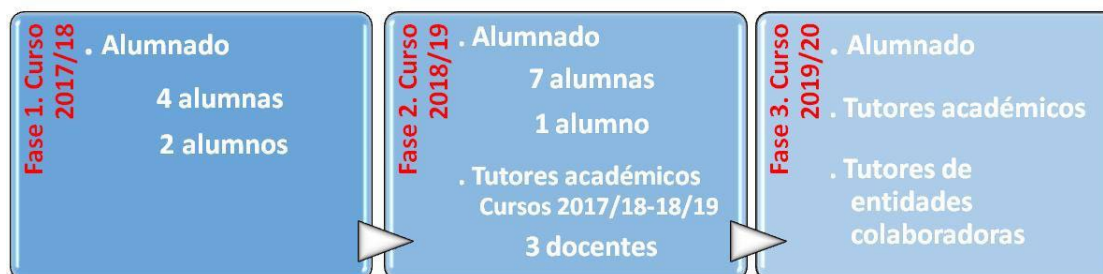 Fase 1. Curso
2017/18
. Alumnado
4 alumnas
2 alumnos
Fase 2. Curso
2018/19
. Alumnado
7 alumnas
1 alumno
. Tutores académicos
Cursos 2017/18-18/19
3 docentes
Fase 3. Curso
2019/20
. Alumnado
. Tutores académicos
. Tutores de
entidades
colaboradoras